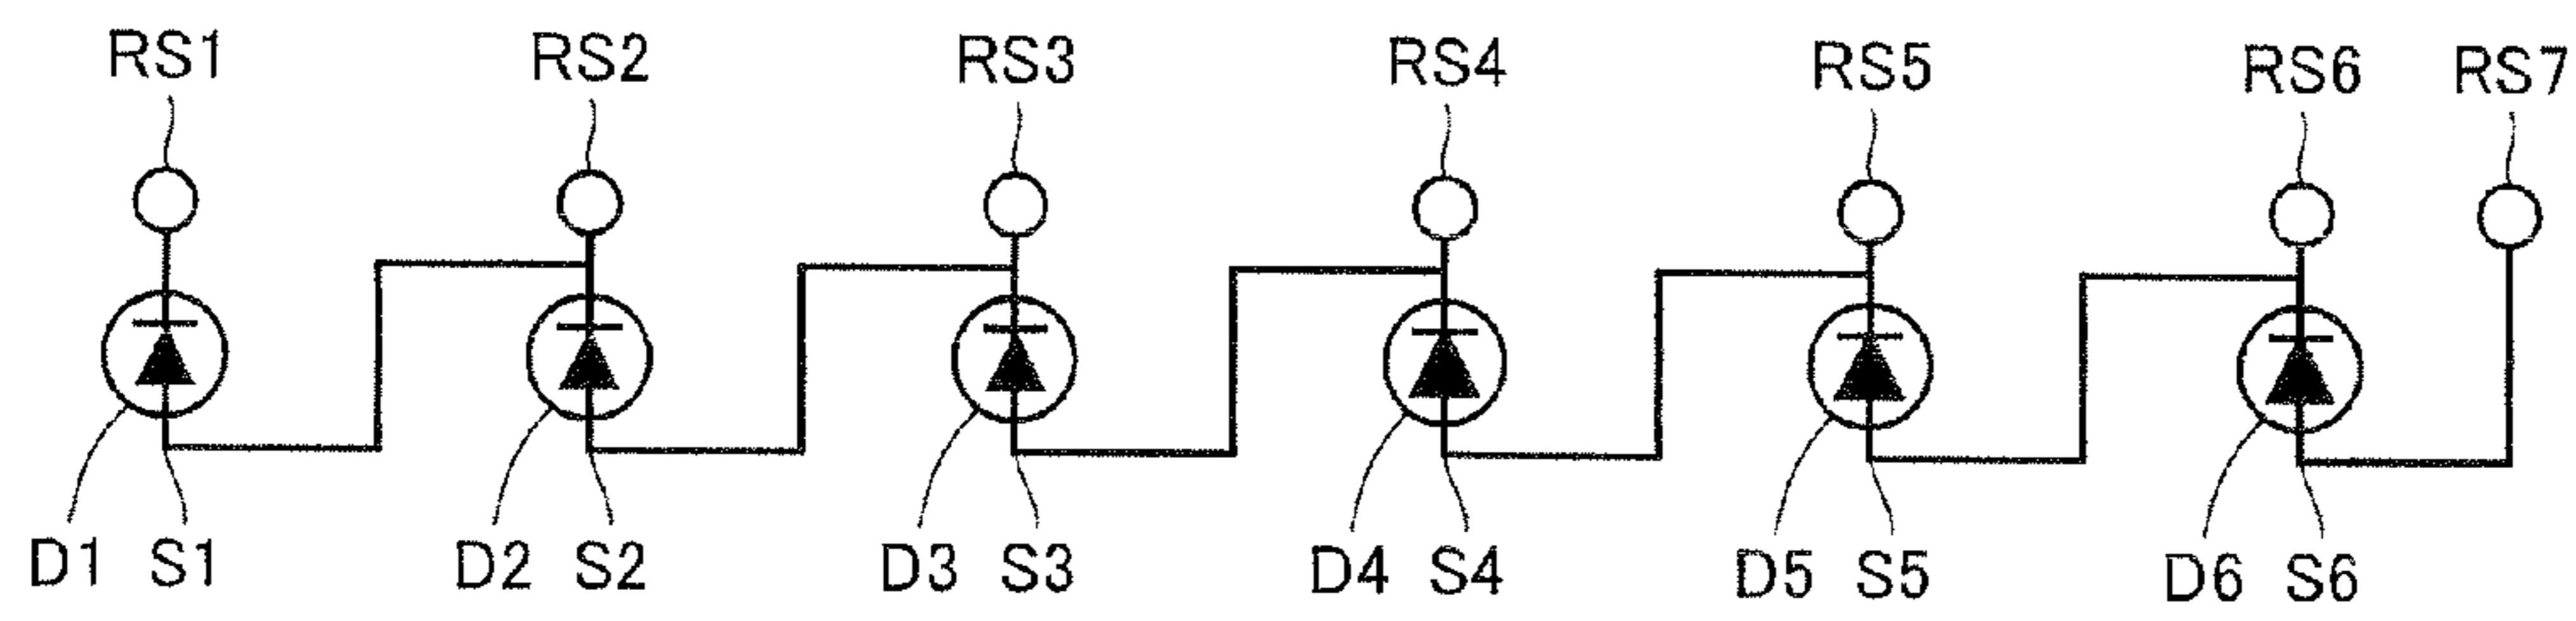 RS1 RS2 RS3 RS4 RS5 RS6 RS7
D1 S1 D2 S2 D3 S3 D4 S4 D5 S5 D6 S6